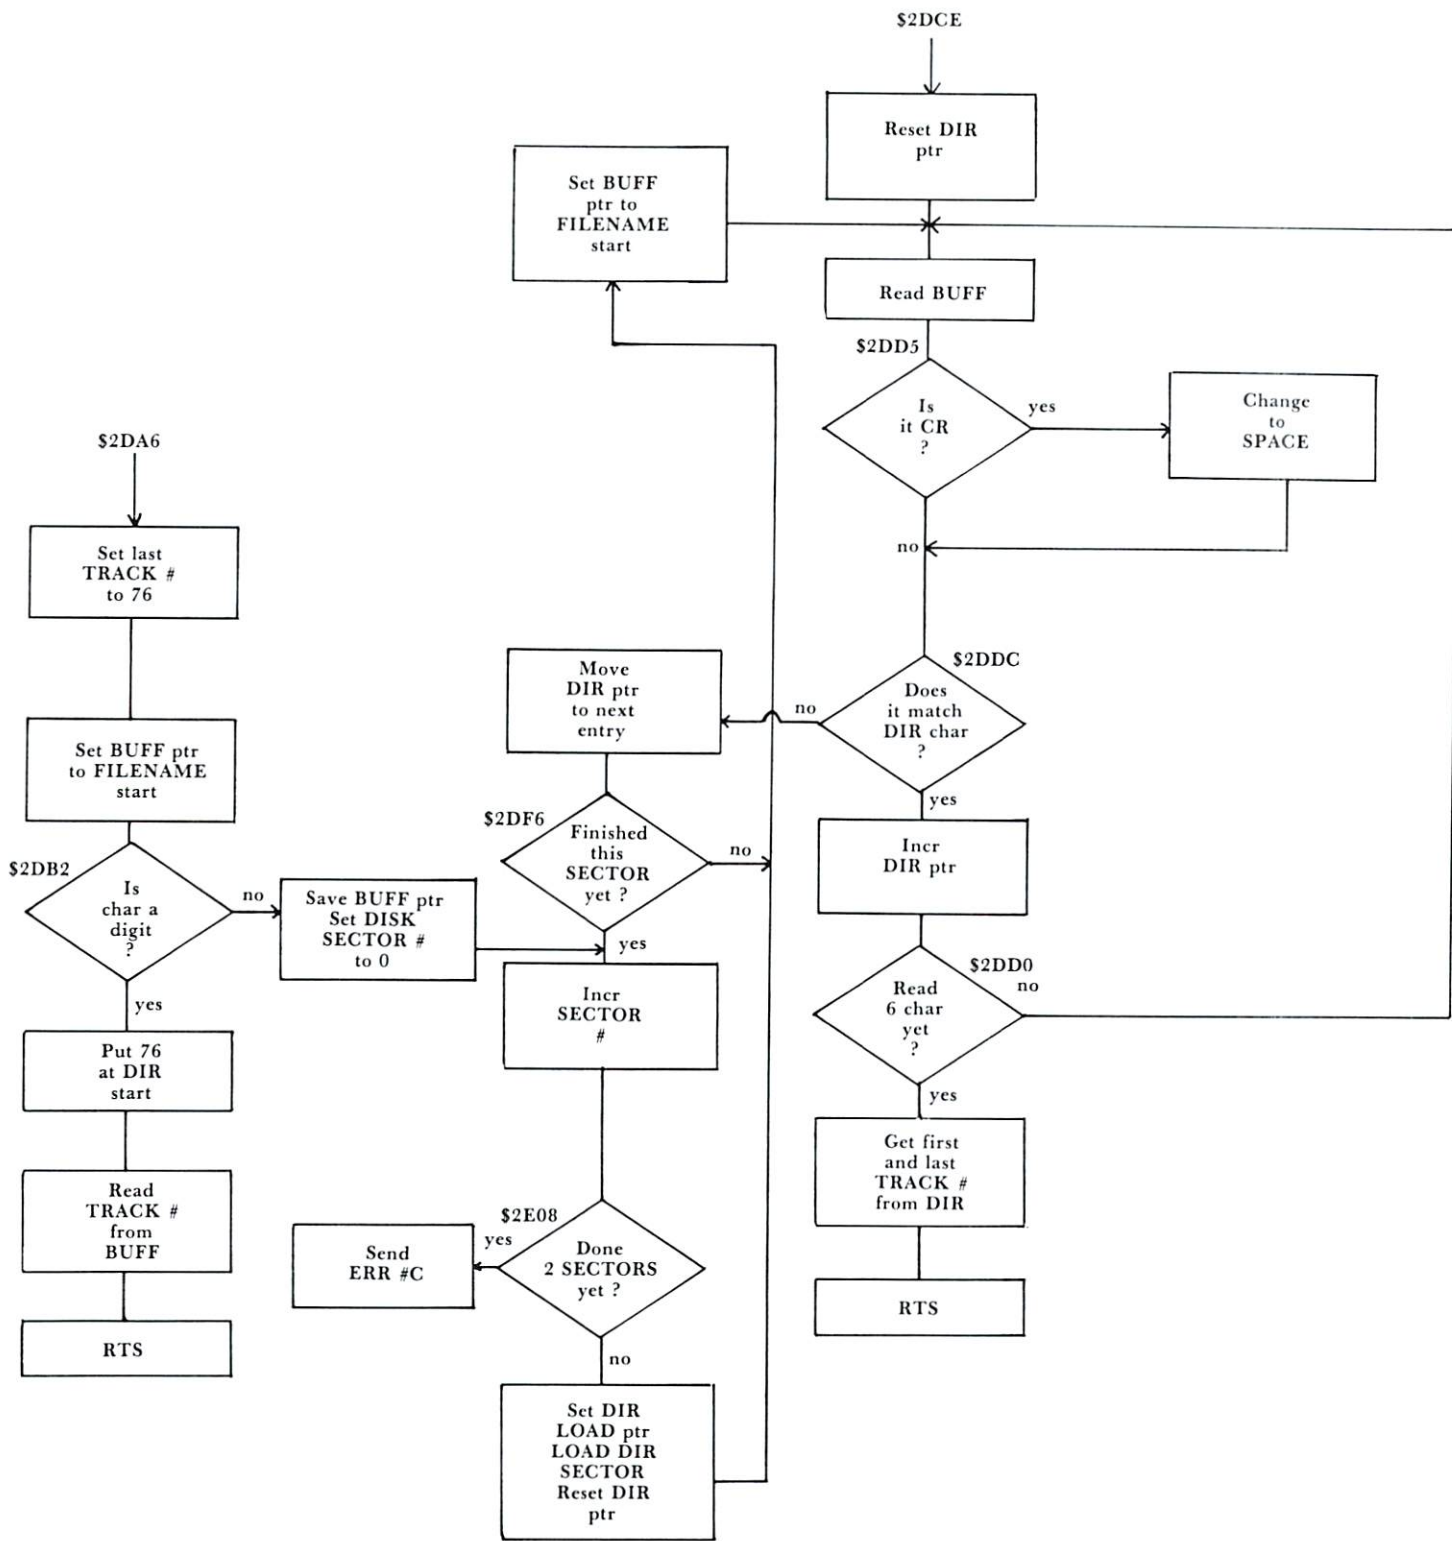 $2DCE
Reset DIR
ptr
Set BUFF
ptr to
FILENAME
start
Read BUFF
$2DD5
Is
it CR
?
yes
Change
to
SPACE
no
$2DA6
Set last
TRACK #
to 76
Set BUFF ptr
to FILENAME
start
$2DB2
Is
char a
digit
?
no
yes
Save BUFF ptr
Set DISK
SECTOR #
to 0
Put 76
at DIR
start
Read
TRACK #
from
BUFF
RTS
Move
DIR ptr
to next
entry
$2DF6
Finished
this
SECTOR
yet ?
no
yes
Incr
SECTOR
#
$2E08
yes
Done
2 SECTORS
yet ?
Send
ERR #C
no
Set DIR
LOAD ptr
LOAD DIR
SECTOR
Reset DIR
ptr
$2DDC
Does
it match
DIR char
?
no
yes
Incr
DIR ptr
$2DD0
no
Read
6 char
yet
?
yes
Get first
and last
TRACK #
from DIR
RTS